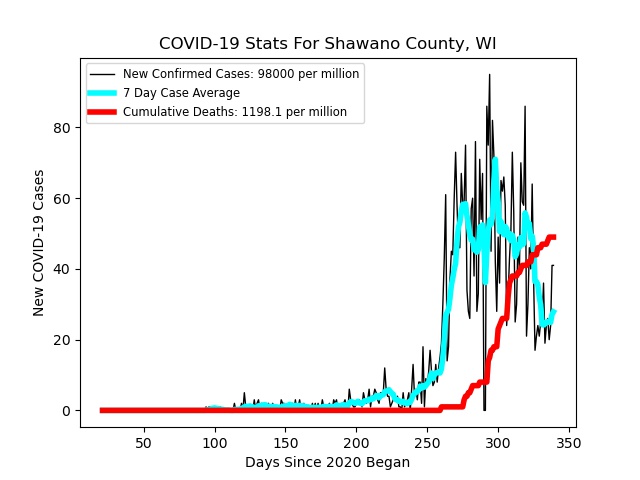 COVID-19 Stats For Shawano County, WI
New Confirmed Cases: 98000 per million
7 Day Case Average
Cumulative Deaths: 1198.1 per million
New COVID-19 Cases
80
60
40
20
0
50 100 150 200 250 300 350
Days Since 2020 Began